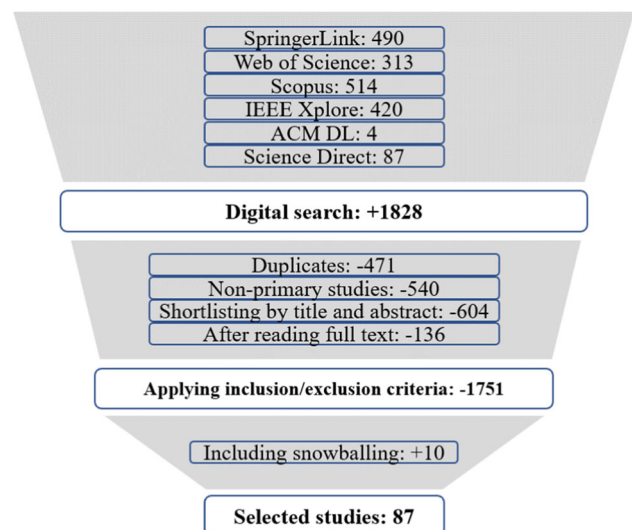 SpringerLink: 490
Web of Science: 313
Scopus: 514
IEEE Xplore: 420
ACM DL: 4
Science Direct: 87
Digital search: +1828
Duplicates: -471
Non-primary studies: -540
Shortlisting by title and abstract: -604
After reading full text: -136
Applying inclusion/exclusion criteria: -1751
Including snowballing: +10
Selected studies: 87